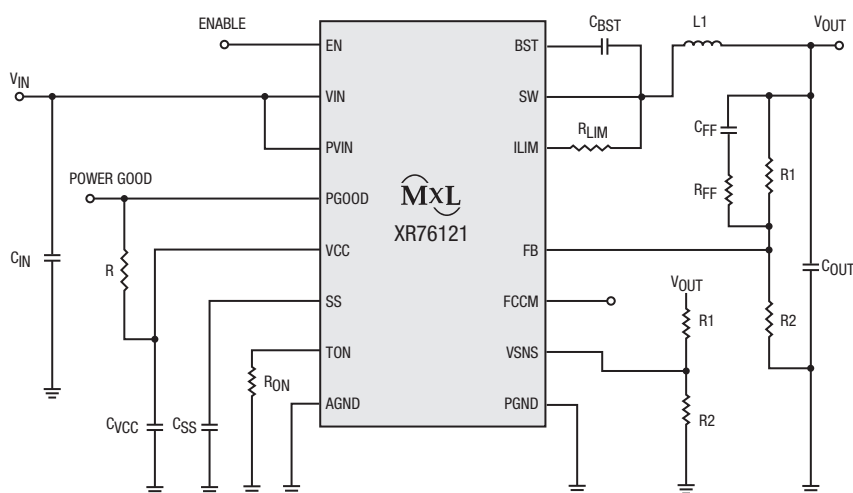 ENABLE
EN
BST
CBST
L1
VOUT
VIN
VIN
SW
PVIN
ILIM
RLIM
CFF
R1
POWER GOOD
PGOOD
MXL
XR76121
RFF
CIN
R
VCC
FB
COUT
SS
FCCM
VOUT
R1
R2
TON
RON
VSNS
AGND
PGND
R2
CVCC
CSS